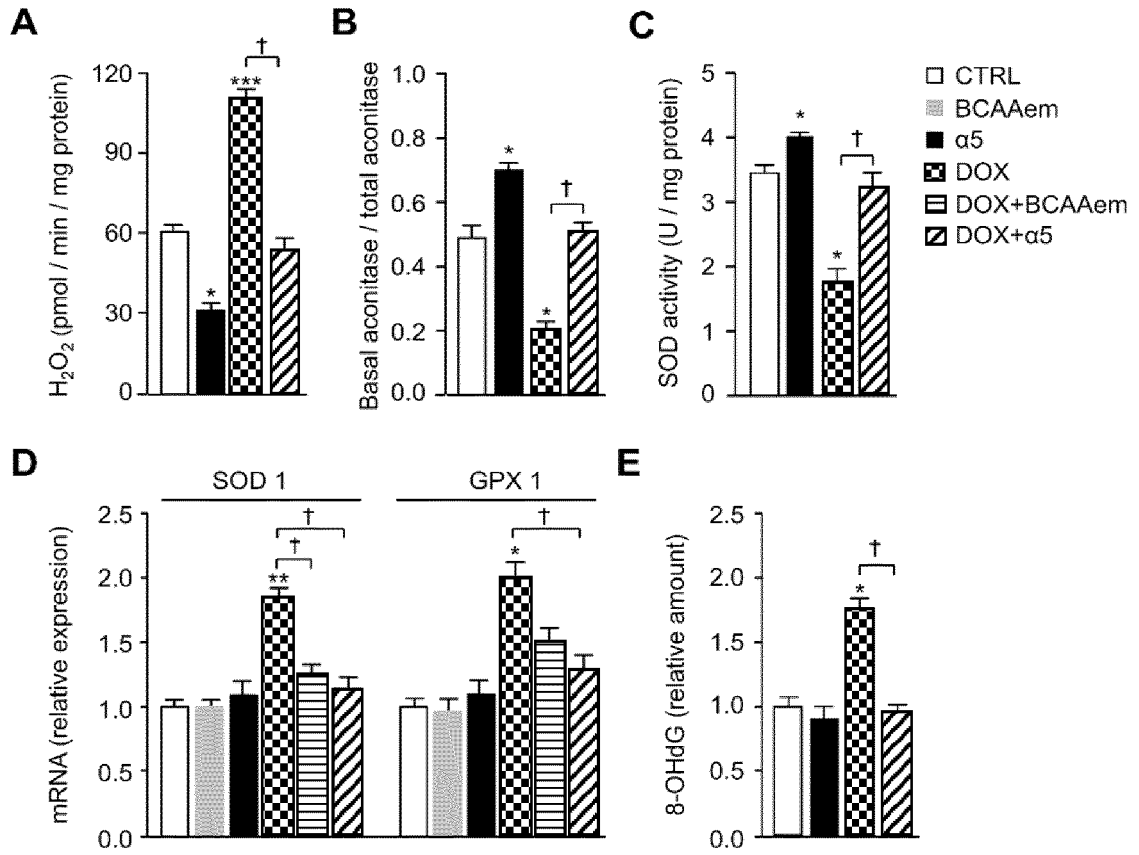 A
H₂O₂ (pmol / min / mg protein)
120
90
60
30
0
*
***
†
B
Basal aconitase / total aconitase
1.0
0.8
0.6
0.4
0.2
0.0
*
*
†
C
SOD activity (U / mg protein)
5
4
3
2
1
0
*
*
†
CTRL
BCAAem
α5
DOX
DOX+BCAAem
DOX+α5
D
mRNA (relative expression)
SOD 1
GPX 1
2.5
2.0
1.5
1.0
0.5
0.0
**
†
†
*
†
E
8-OHdG (relative amount)
2.5
2.0
1.5
1.0
0.5
0.0
*
†